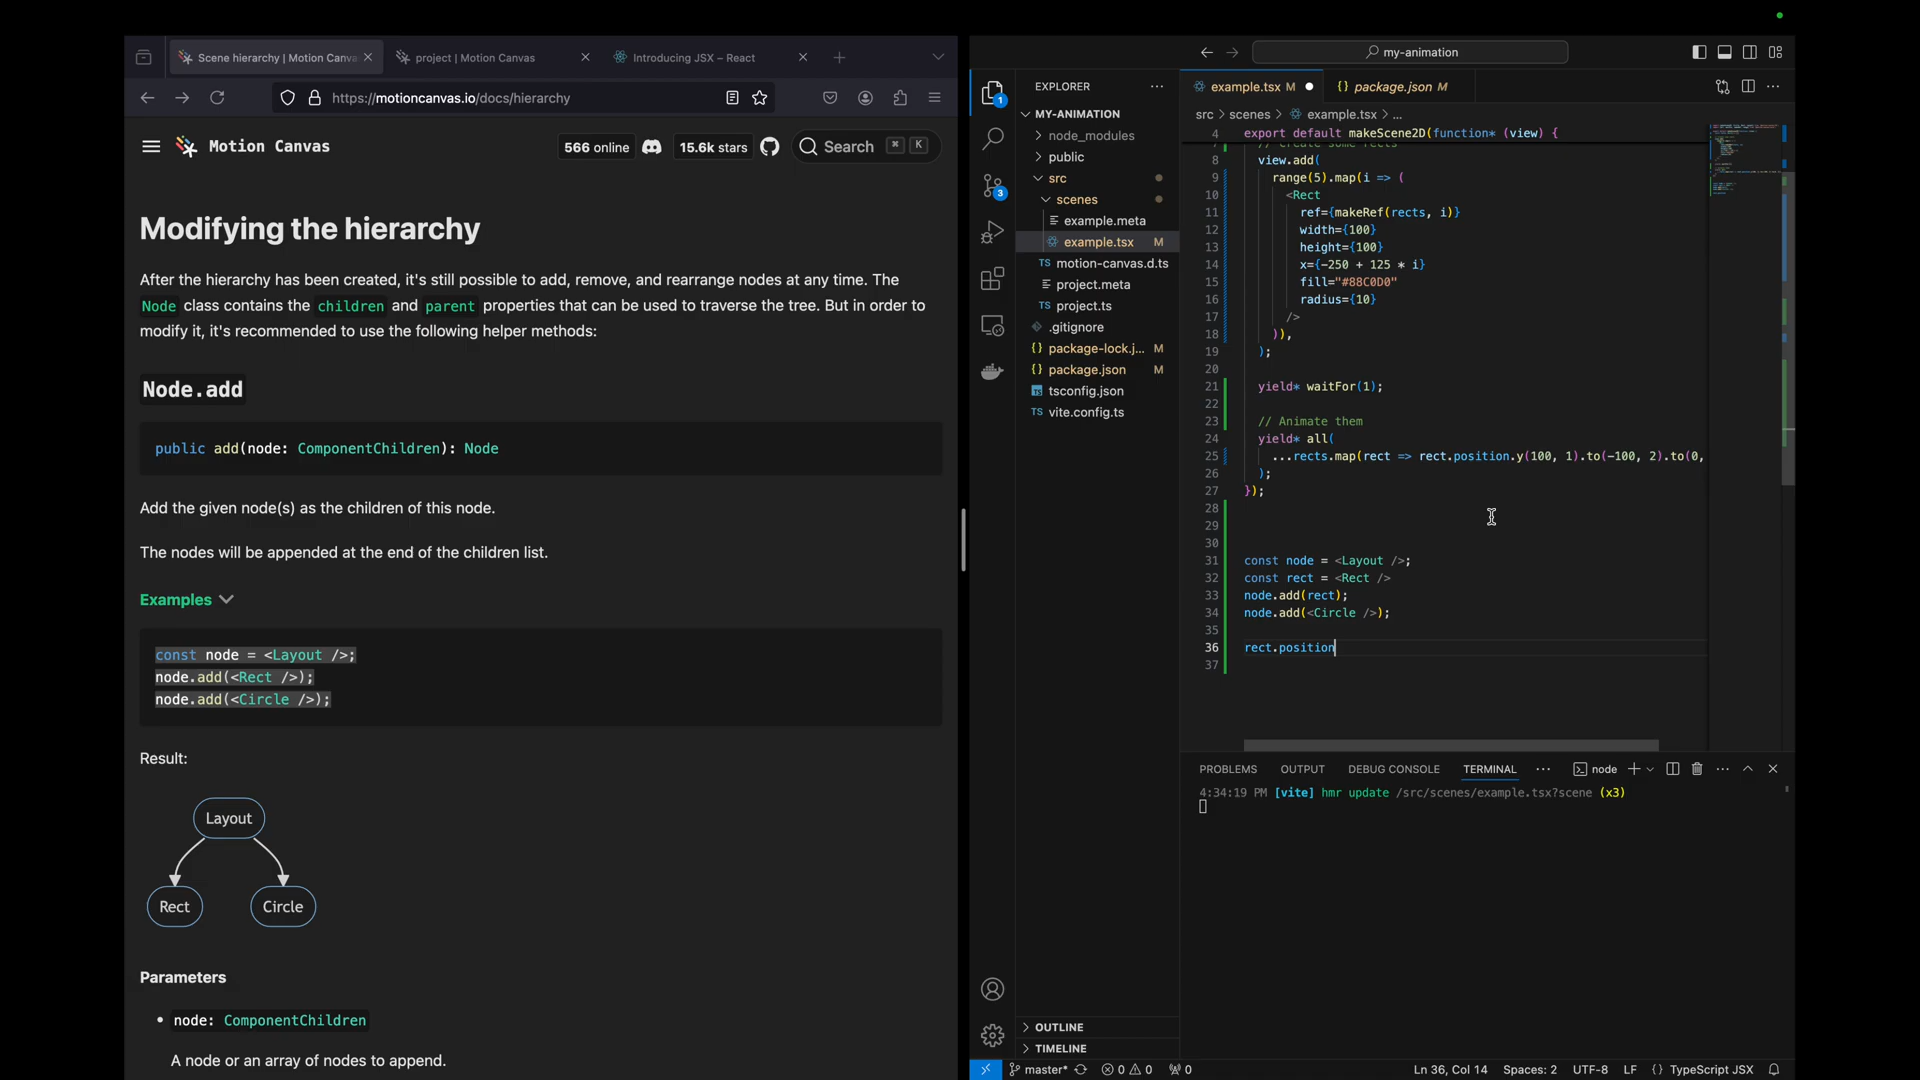 Scene hierarchy | Motion Canva
project | Motion Canvas
Introducing JSX – React
https://motioncanvas.io/docs/hierarchy
Motion Canvas
566 online
15.6k stars
Search
⌘ K
Modifying the hierarchy
After the hierarchy has been created, it's still possible to add, remove, and rearrange nodes at any time. The
Node class contains the children and parent properties that can be used to traverse the tree. But in order to
modify it, it's recommended to use the following helper methods:
Node.add
public add(node: ComponentChildren): Node
Add the given node(s) as the children of this node.
The nodes will be appended at the end of the children list.
Examples
const node = <Layout />;
node.add(<Rect />);
node.add(<Circle />);
Result:
Layout
Rect
Circle
Parameters
• node: ComponentChildren
A node or an array of nodes to append.
my-animation
1
3
EXPLORER
MY-ANIMATION
node_modules
public
src
scenes
example.meta
example.tsx M
TS motion-canvas.d.ts
project.meta
TS project.ts
.gitignore
{} package-lock.j... M
{} package.json M
TS tsconfig.json
TS vite.config.ts
OUTLINE
TIMELINE
example.tsx M
{} package.json M
src > scenes > example.tsx > ...
4 export default makeScene2D(function* (view) {
7 // Create some rects
8 view.add(
9 range(5).map(i => (
10 <Rect
11 ref={makeRef(rects, i)}
12 width={100}
13 height={100}
14 x={-250 + 125 * i}
15 fill="#88C0D0"
16 radius={10}
17 />
18 )),
19 );
20
21 yield* waitFor(1);
22
23 // Animate them
24 yield* all(
25 ...rects.map(rect => rect.position.y(100, 1).to(-100, 2).to(0,
26 );
27 });
28
29
30
31 const node = <Layout />;
32 const rect = <Rect />
33 node.add(rect);
34 node.add(<Circle />);
35
36 rect.position
37
PROBLEMS
OUTPUT
DEBUG CONSOLE
TERMINAL
node
4:34:19 PM [vite] hmr update /src/scenes/example.tsx?scene (x3)
master*
0 0
0
Ln 36, Col 14
Spaces: 2
UTF-8
LF
{} TypeScript JSX